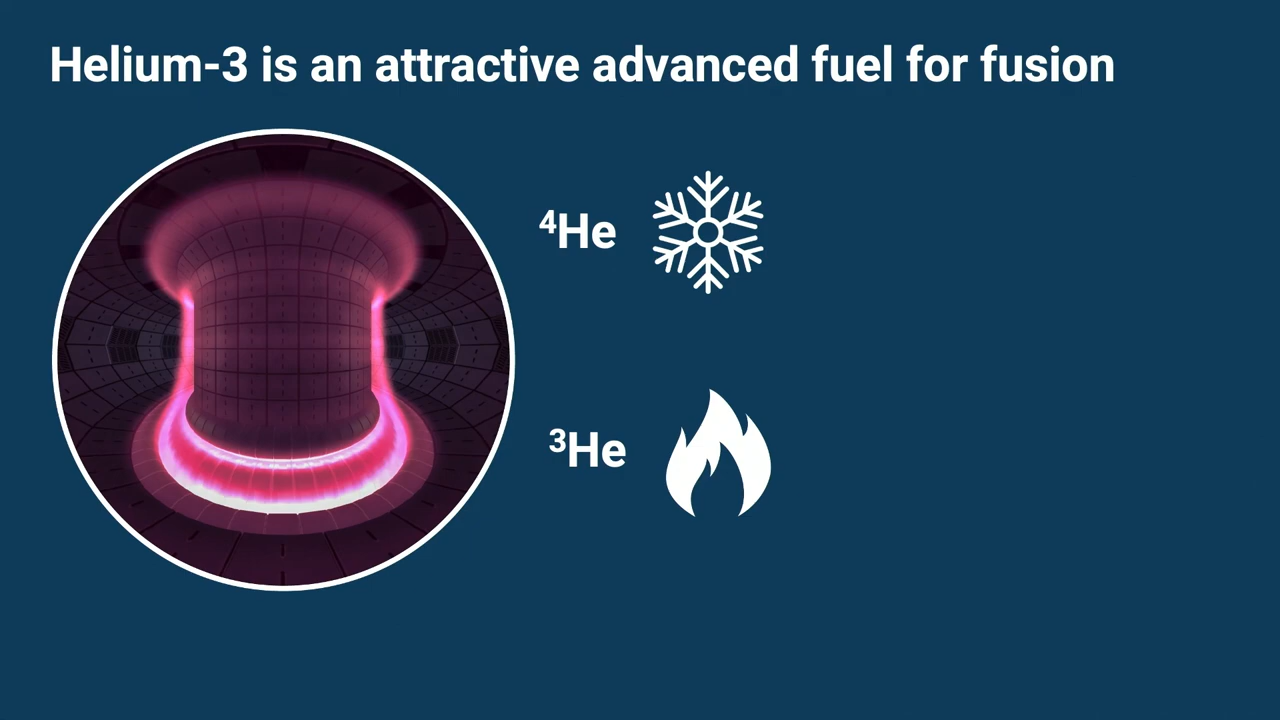 Helium-3 is an attractive advanced fuel for fusion
⁴He
³He